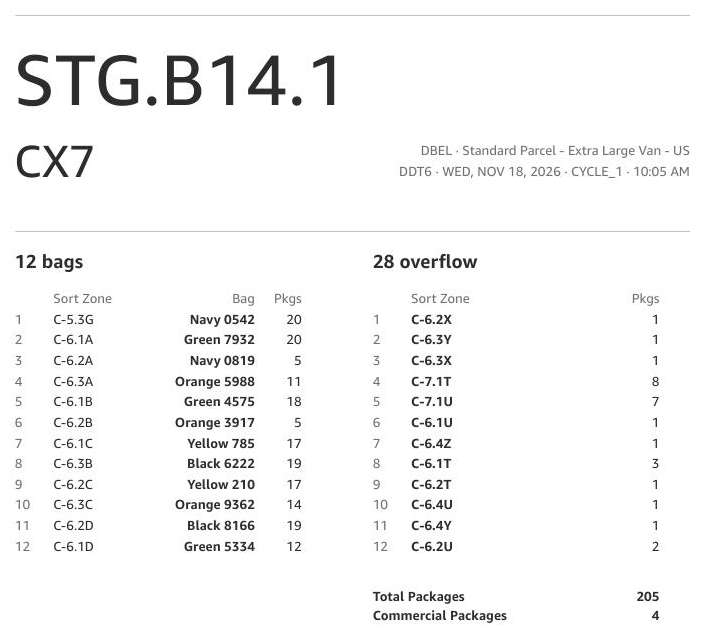 STG.B14.1
CX7
DBEL · Standard Parcel - Extra Large Van - US
DDT6 · WED, NOV 18, 2026 · CYCLE_1 · 10:05 AM
12 bags
Sort Zone Bag Pkgs
1 C-5.3G Navy 0542 20
2 C-6.1A Green 7932 20
3 C-6.2A Navy 0819 5
4 C-6.3A Orange 5988 11
5 C-6.1B Green 4575 18
6 C-6.2B Orange 3917 5
7 C-6.1C Yellow 785 17
8 C-6.3B Black 6222 19
9 C-6.2C Yellow 210 17
10 C-6.3C Orange 9362 14
11 C-6.2D Black 8166 19
12 C-6.1D Green 5334 12
28 overflow
Sort Zone Pkgs
1 C-6.2X 1
2 C-6.3Y 1
3 C-6.3X 1
4 C-7.1T 8
5 C-7.1U 7
6 C-6.1U 1
7 C-6.4Z 1
8 C-6.1T 3
9 C-6.2T 1
10 C-6.4U 1
11 C-6.4Y 1
12 C-6.2U 2
Total Packages 205
Commercial Packages 4